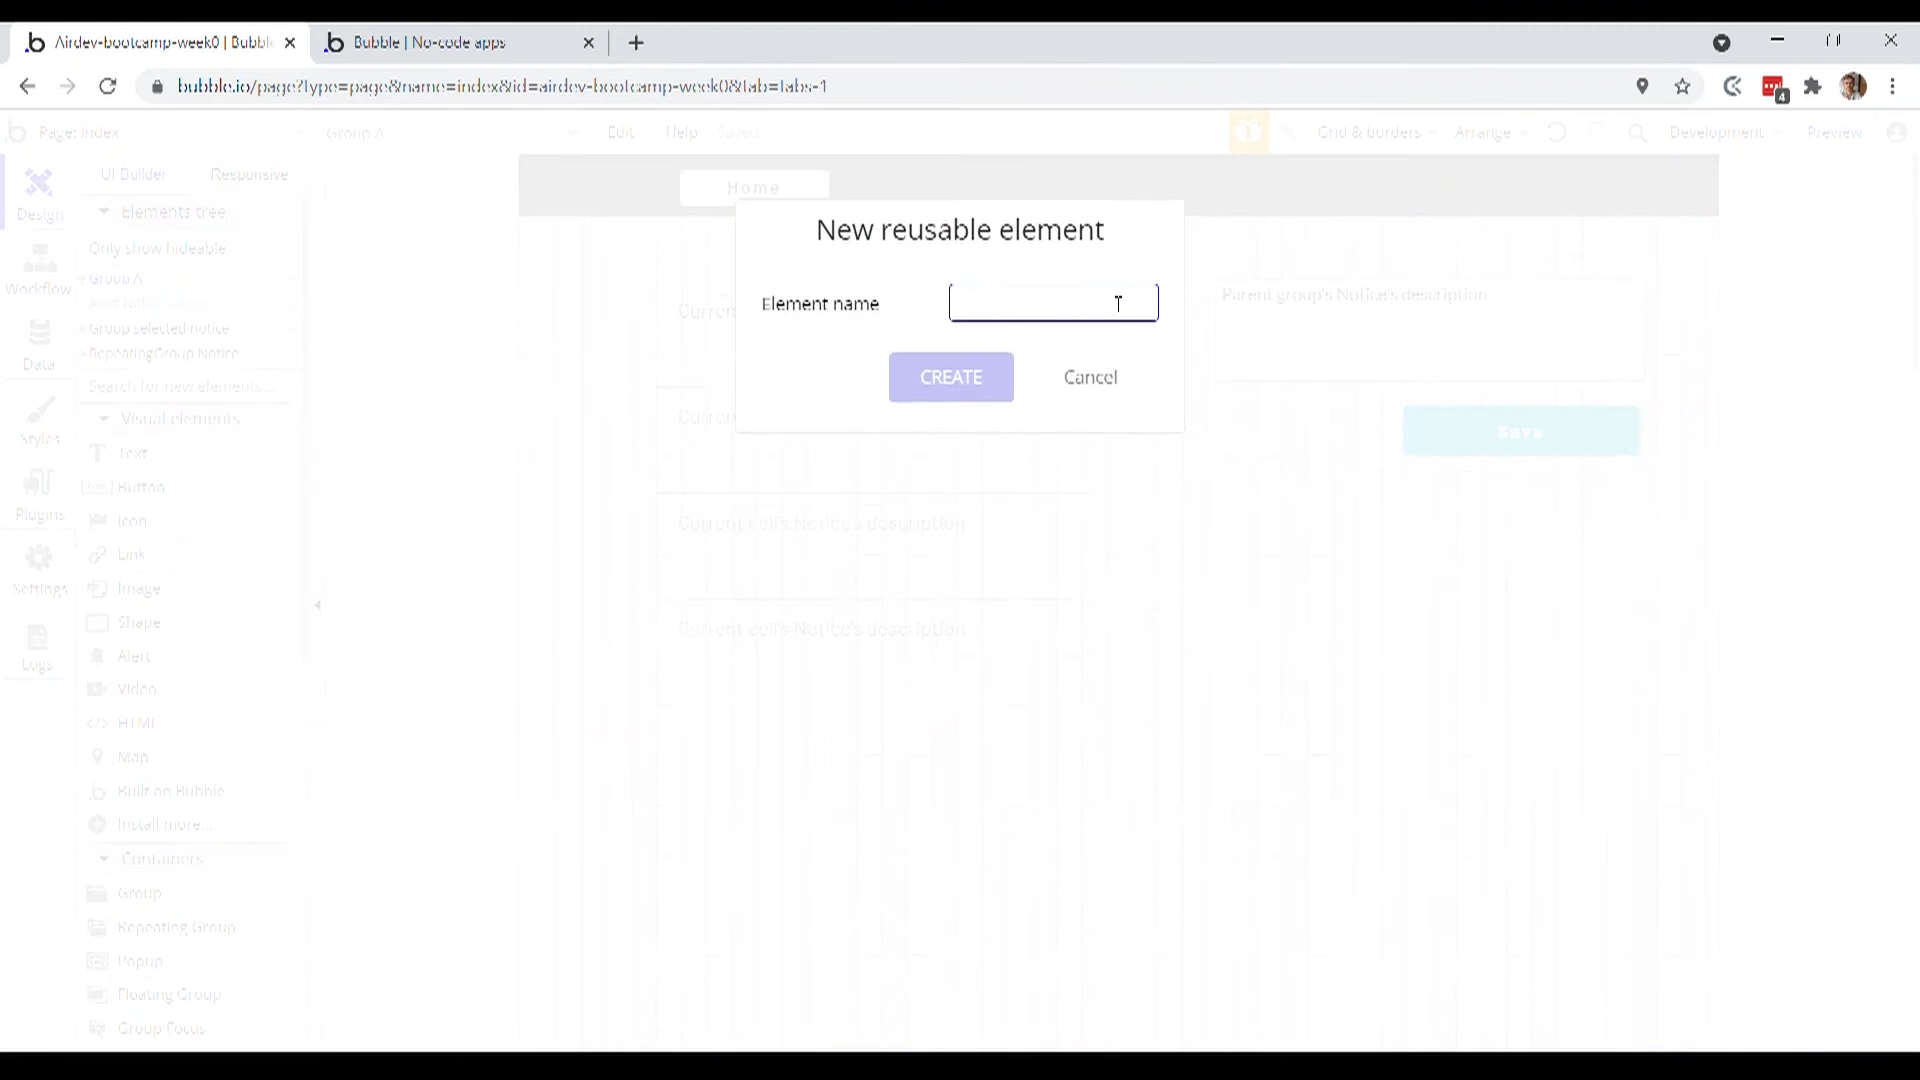 Airdev-bootcamp-week0 | Bubble
Bubble | No-code apps
bubble.io/page?type=page&name=index&id=airdev-bootcamp-week0&tab=tabs-1
4
Page: index
Group A
Edit
Help
Saved
Grid & borders
Arrange
Development
Preview
UI Builder
Responsive
Home
Design
Elements tree
New reusable element
Only show hideable
Group A
Workflow
Element name
Parent group's Notice's description
Group selected notice
RepeatingGroup Notice
Data
CREATE
Cancel
Search for new elements...
Visual elements
Styles
Save
Text
Button
Plugins
Icon
Current cell's Notice's description
Link
Image
Settings
Shape
Current cell's Notice's description
Alert
Logs
Video
HTML
Map
Built on Bubble
Install more...
Containers
Group
Repeating Group
Popup
Floating Group
Group Focus